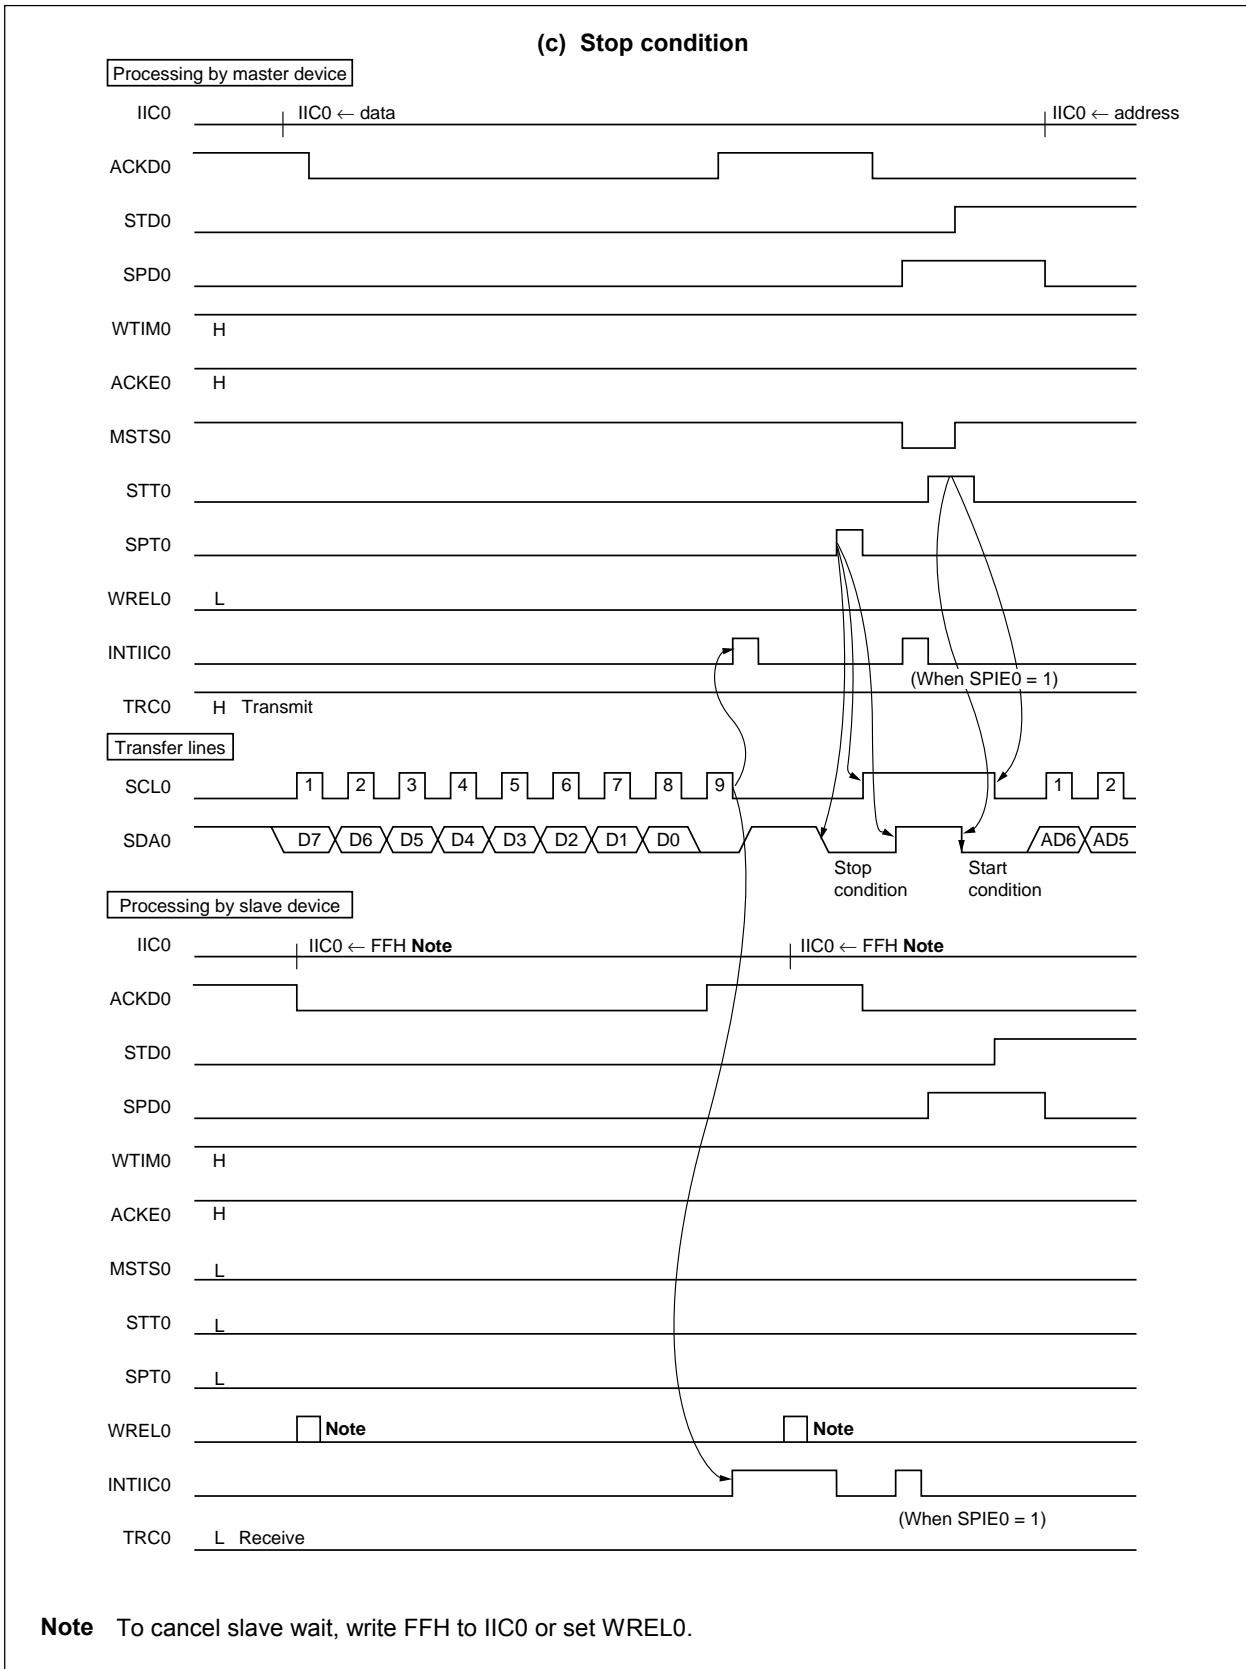 (c) Stop condition
Processing by master device
IIC0 IIC0 ← data IIC0 ← address
ACKD0
STD0
SPD0
WTIM0 H
ACKE0 H
MSTS0
STT0
SPT0
WREL0 L
INTIIC0
(When SPIE0 = 1)
TRC0 H Transmit
Transfer lines
SCL0 1 2 3 4 5 6 7 8 9 1 2
SDA0 D7 D6 D5 D4 D3 D2 D1 D0 AD6 AD5
Stop condition
Start condition
Processing by slave device
IIC0 IIC0 ← FFH Note IIC0 ← FFH Note
ACKD0
STD0
SPD0
WTIM0 H
ACKE0 H
MSTS0 L
STT0 L
SPT0 L
WREL0 Note Note
INTIIC0
(When SPIE0 = 1)
TRC0 L Receive
Note To cancel slave wait, write FFH to IIC0 or set WREL0.